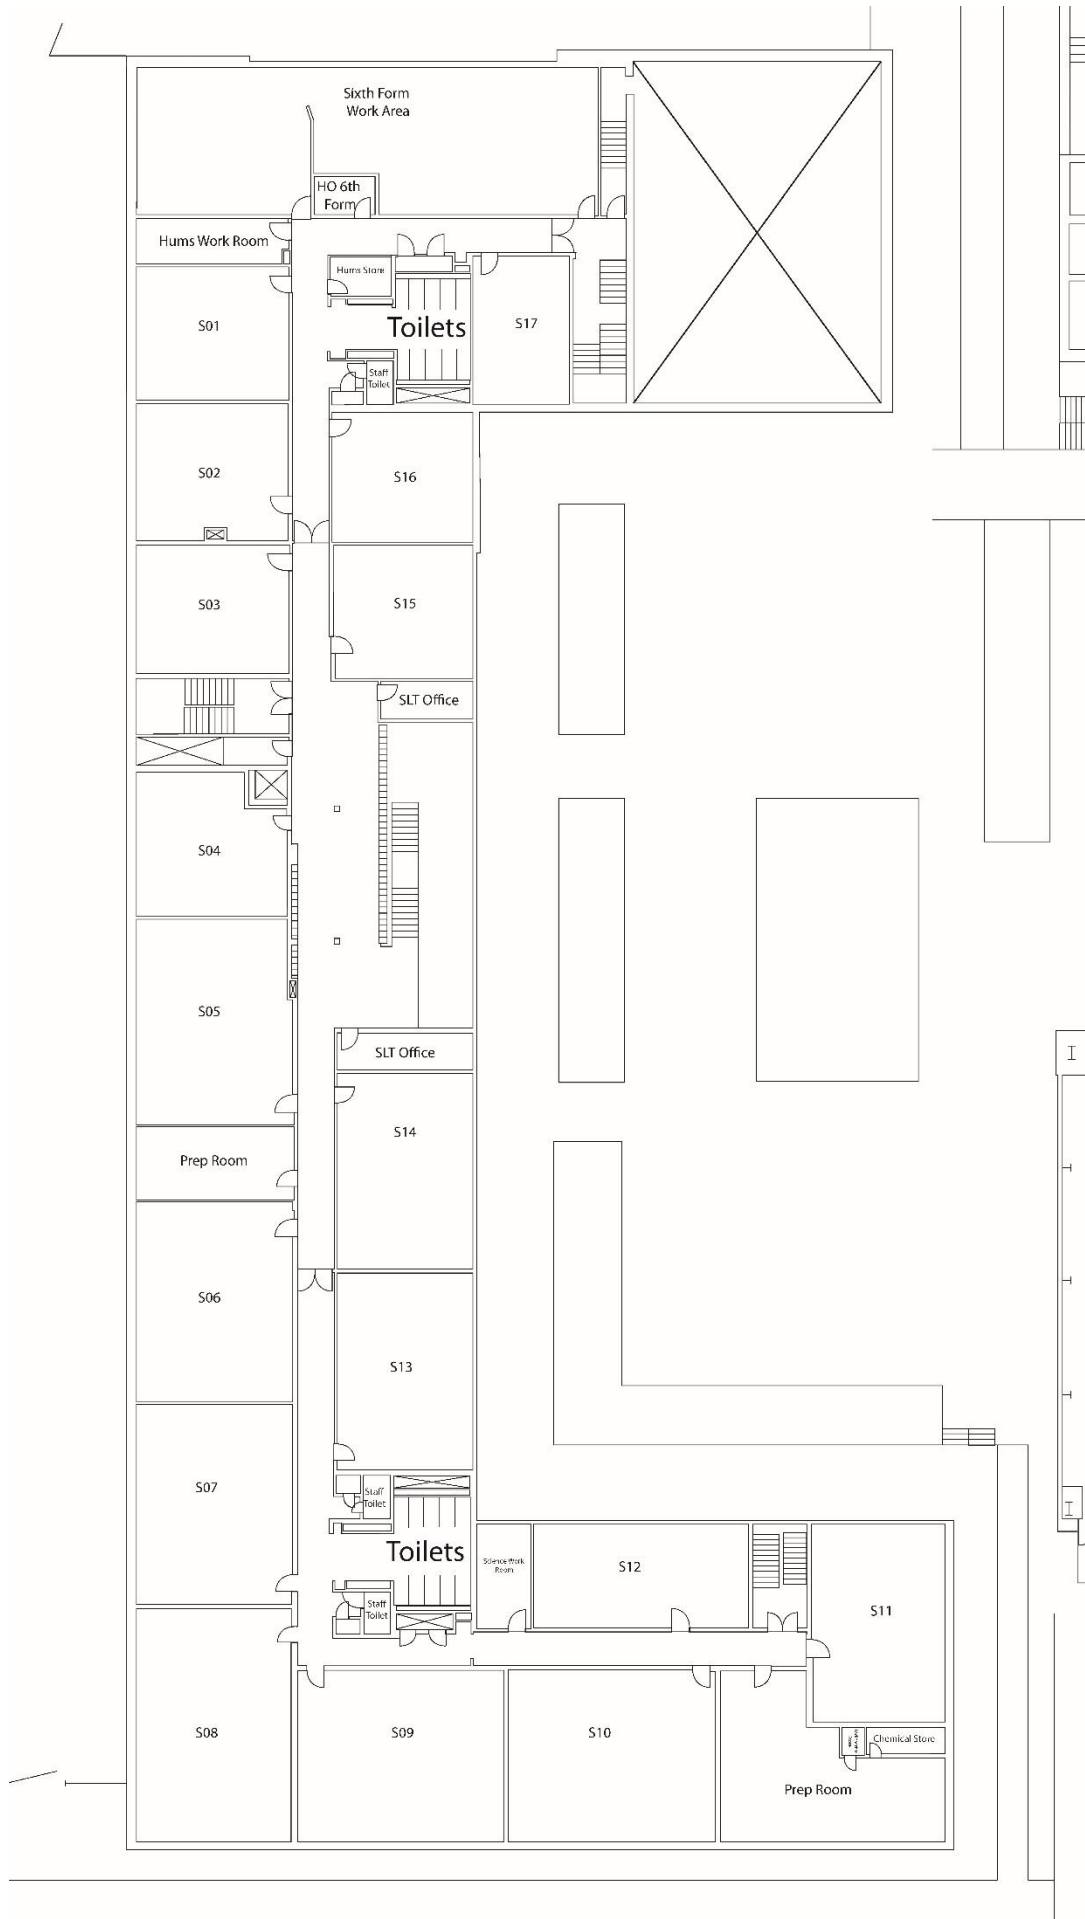 Sixth Form
Work Area
HO 6th
Form
Hums Work Room
Hums Store
S01
Toilets
S17
Staff
Toilet
S02
S16
S03
S15
SLT Office
S04
S05
SLT Office
S14
Prep Room
S06
S13
S07
Staff
Toilet
Toilets
Science Work
Room
S12
S11
Staff
Toilet
S08
S09
S10
Chemical Store
Prep Room